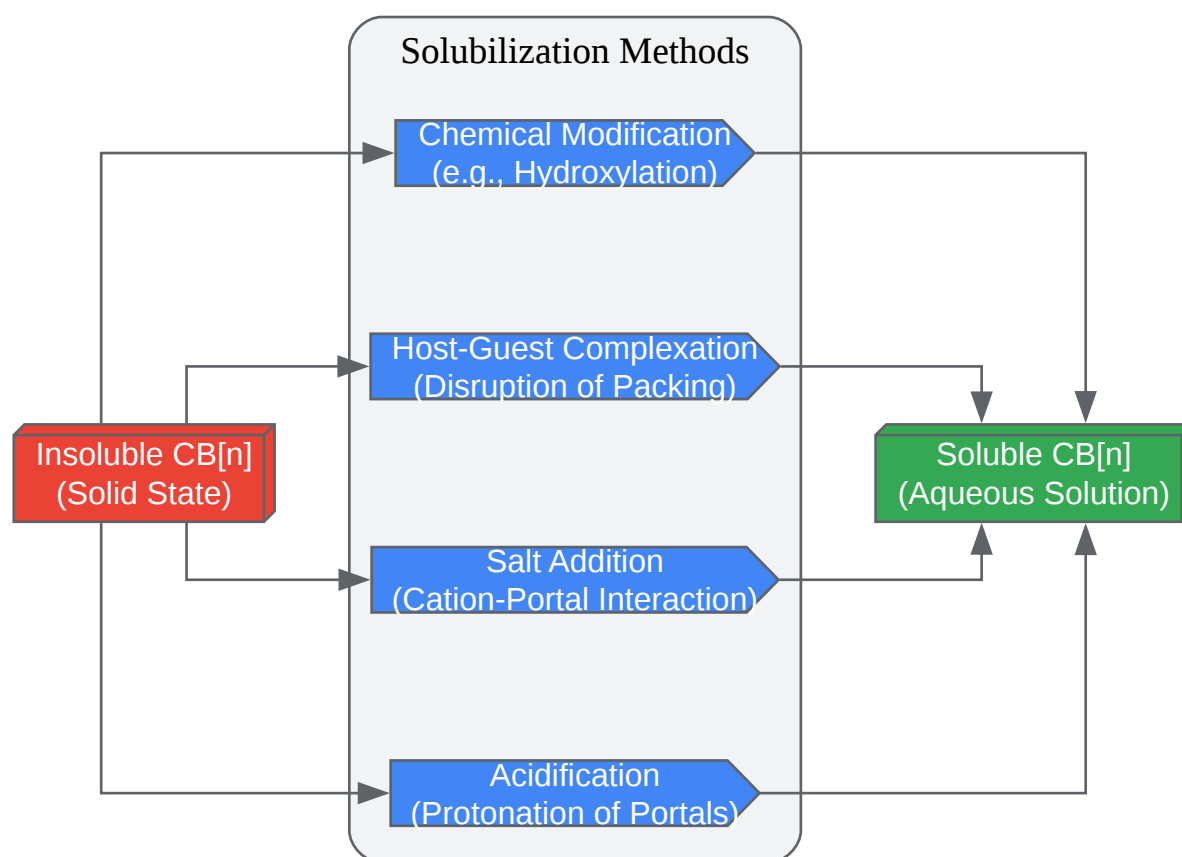 Solubilization Methods
Chemical Modification
(e.g., Hydroxylation)
Host-Guest Complexation
(Disruption of Packing)
Insoluble CB[n]
(Solid State)
Soluble CB[n]
(Aqueous Solution)
Salt Addition
(Cation-Portal Interaction)
Acidification
(Protonation of Portals)